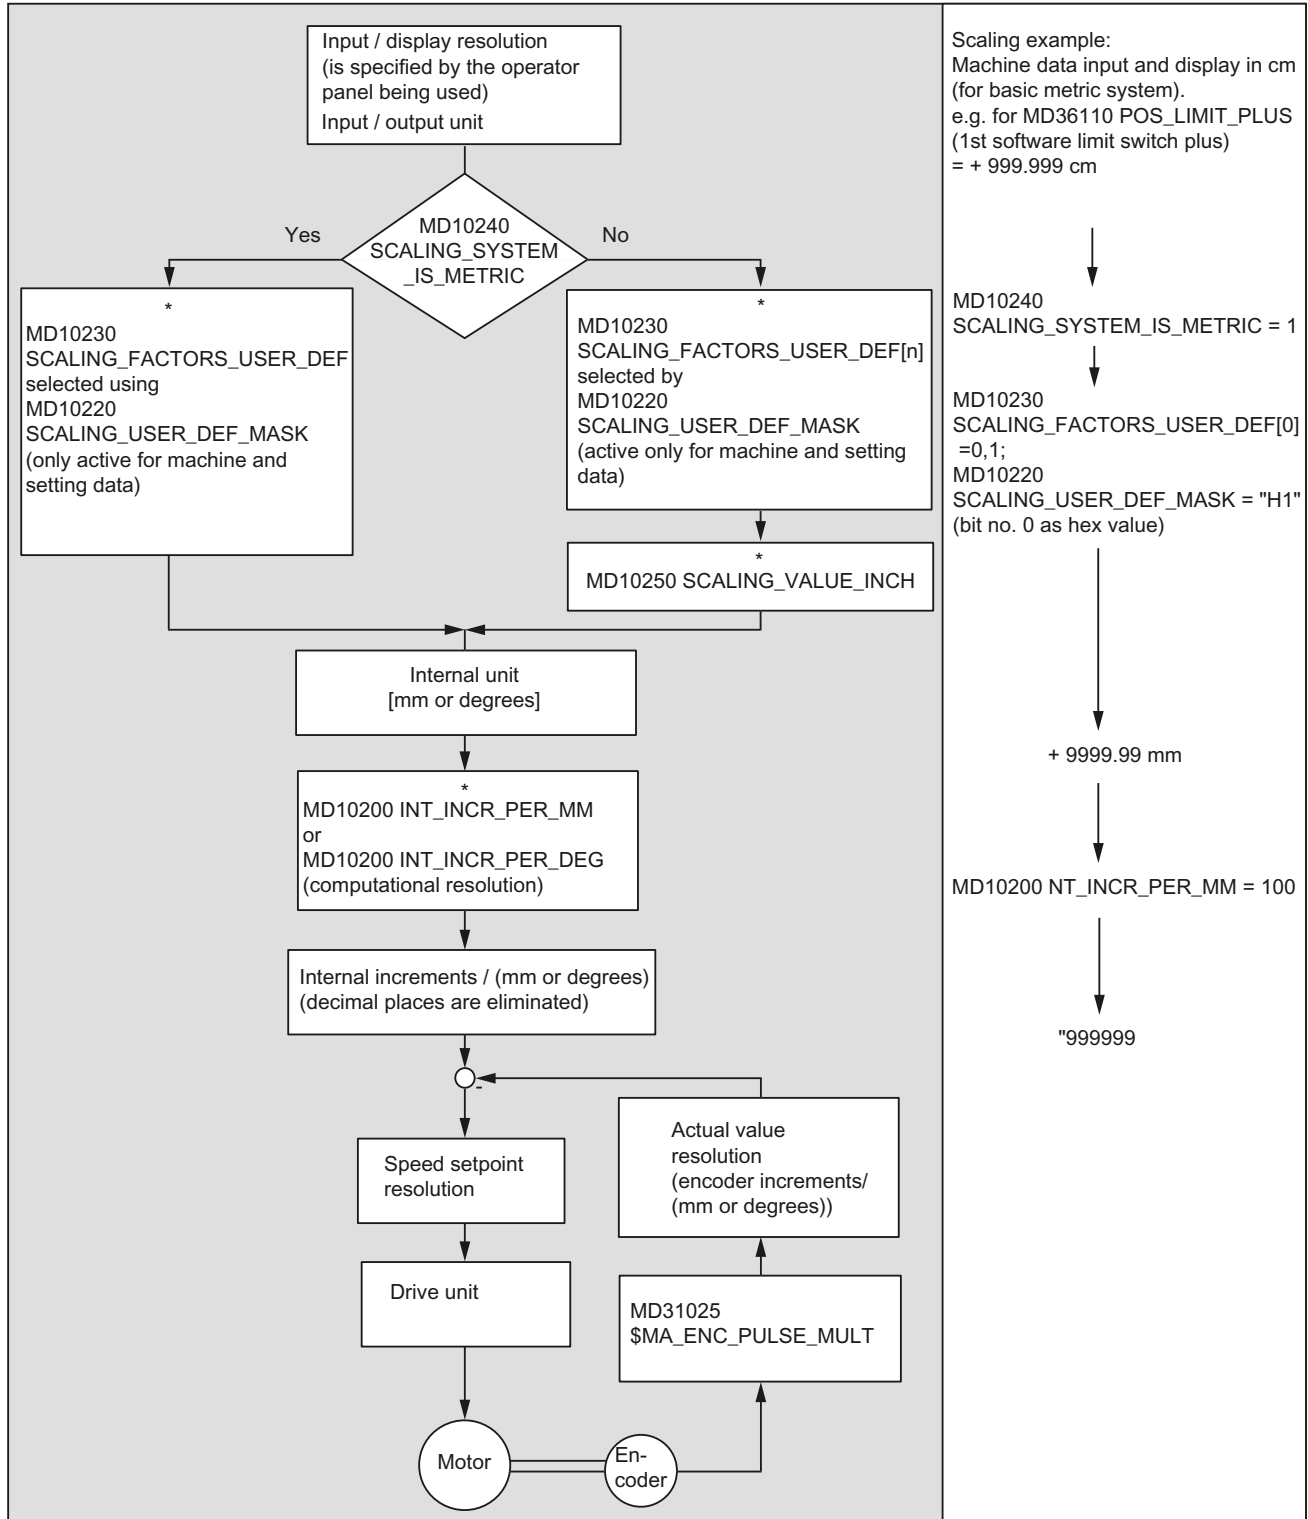 Input / display resolution
(is specified by the operator
panel being used)
Input / output unit
MD10240
SCALING_SYSTEM
_IS_METRIC
Yes
No
*
MD10230
SCALING_FACTORS_USER_DEF
selected using
MD10220
SCALING_USER_DEF_MASK
(only active for machine and
setting data)
*
MD10230
SCALING_FACTORS_USER_DEF[n]
selected by
MD10220
SCALING_USER_DEF_MASK
(active only for machine and setting
data)
*
MD10250 SCALING_VALUE_INCH
Internal unit
[mm or degrees]
*
MD10200 INT_INCR_PER_MM
or
MD10200 INT_INCR_PER_DEG
(computational resolution)
Internal increments / (mm or degrees)
(decimal places are eliminated)
-
Speed setpoint
resolution
Drive unit
Motor
En-
coder
MD31025
$MA_ENC_PULSE_MULT
Actual value
resolution
(encoder increments/
(mm or degrees))
Scaling example:
Machine data input and display in cm
(for basic metric system).
e.g. for MD36110 POS_LIMIT_PLUS
(1st software limit switch plus)
= + 999.999 cm
MD10240
SCALING_SYSTEM_IS_METRIC = 1
MD10230
SCALING_FACTORS_USER_DEF[0]
=0,1;
MD10220
SCALING_USER_DEF_MASK = "H1"
(bit no. 0 as hex value)
+ 9999.99 mm
MD10200 NT_INCR_PER_MM = 100
"999999